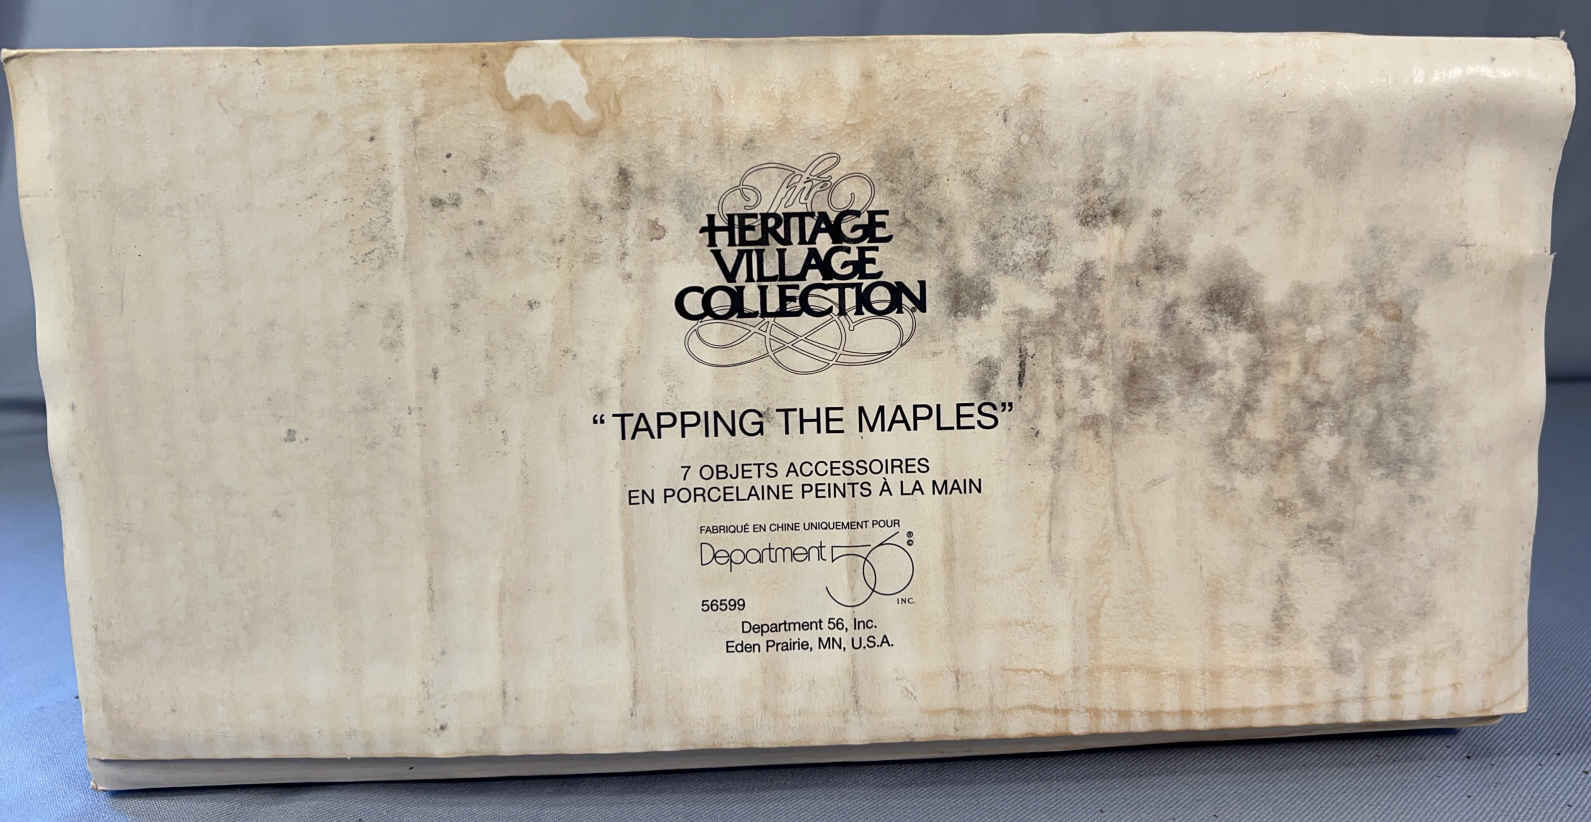 The
HERITAGE
VILLAGE
COLLECTION®
“TAPPING THE MAPLES”
7 OBJETS ACCESSOIRES
EN PORCELAINE PEINTS À LA MAIN
FABRIQUÉ EN CHINE UNIQUEMENT POUR
Department 56
INC.
56599
Department 56, Inc.
Eden Prairie, MN, U.S.A.